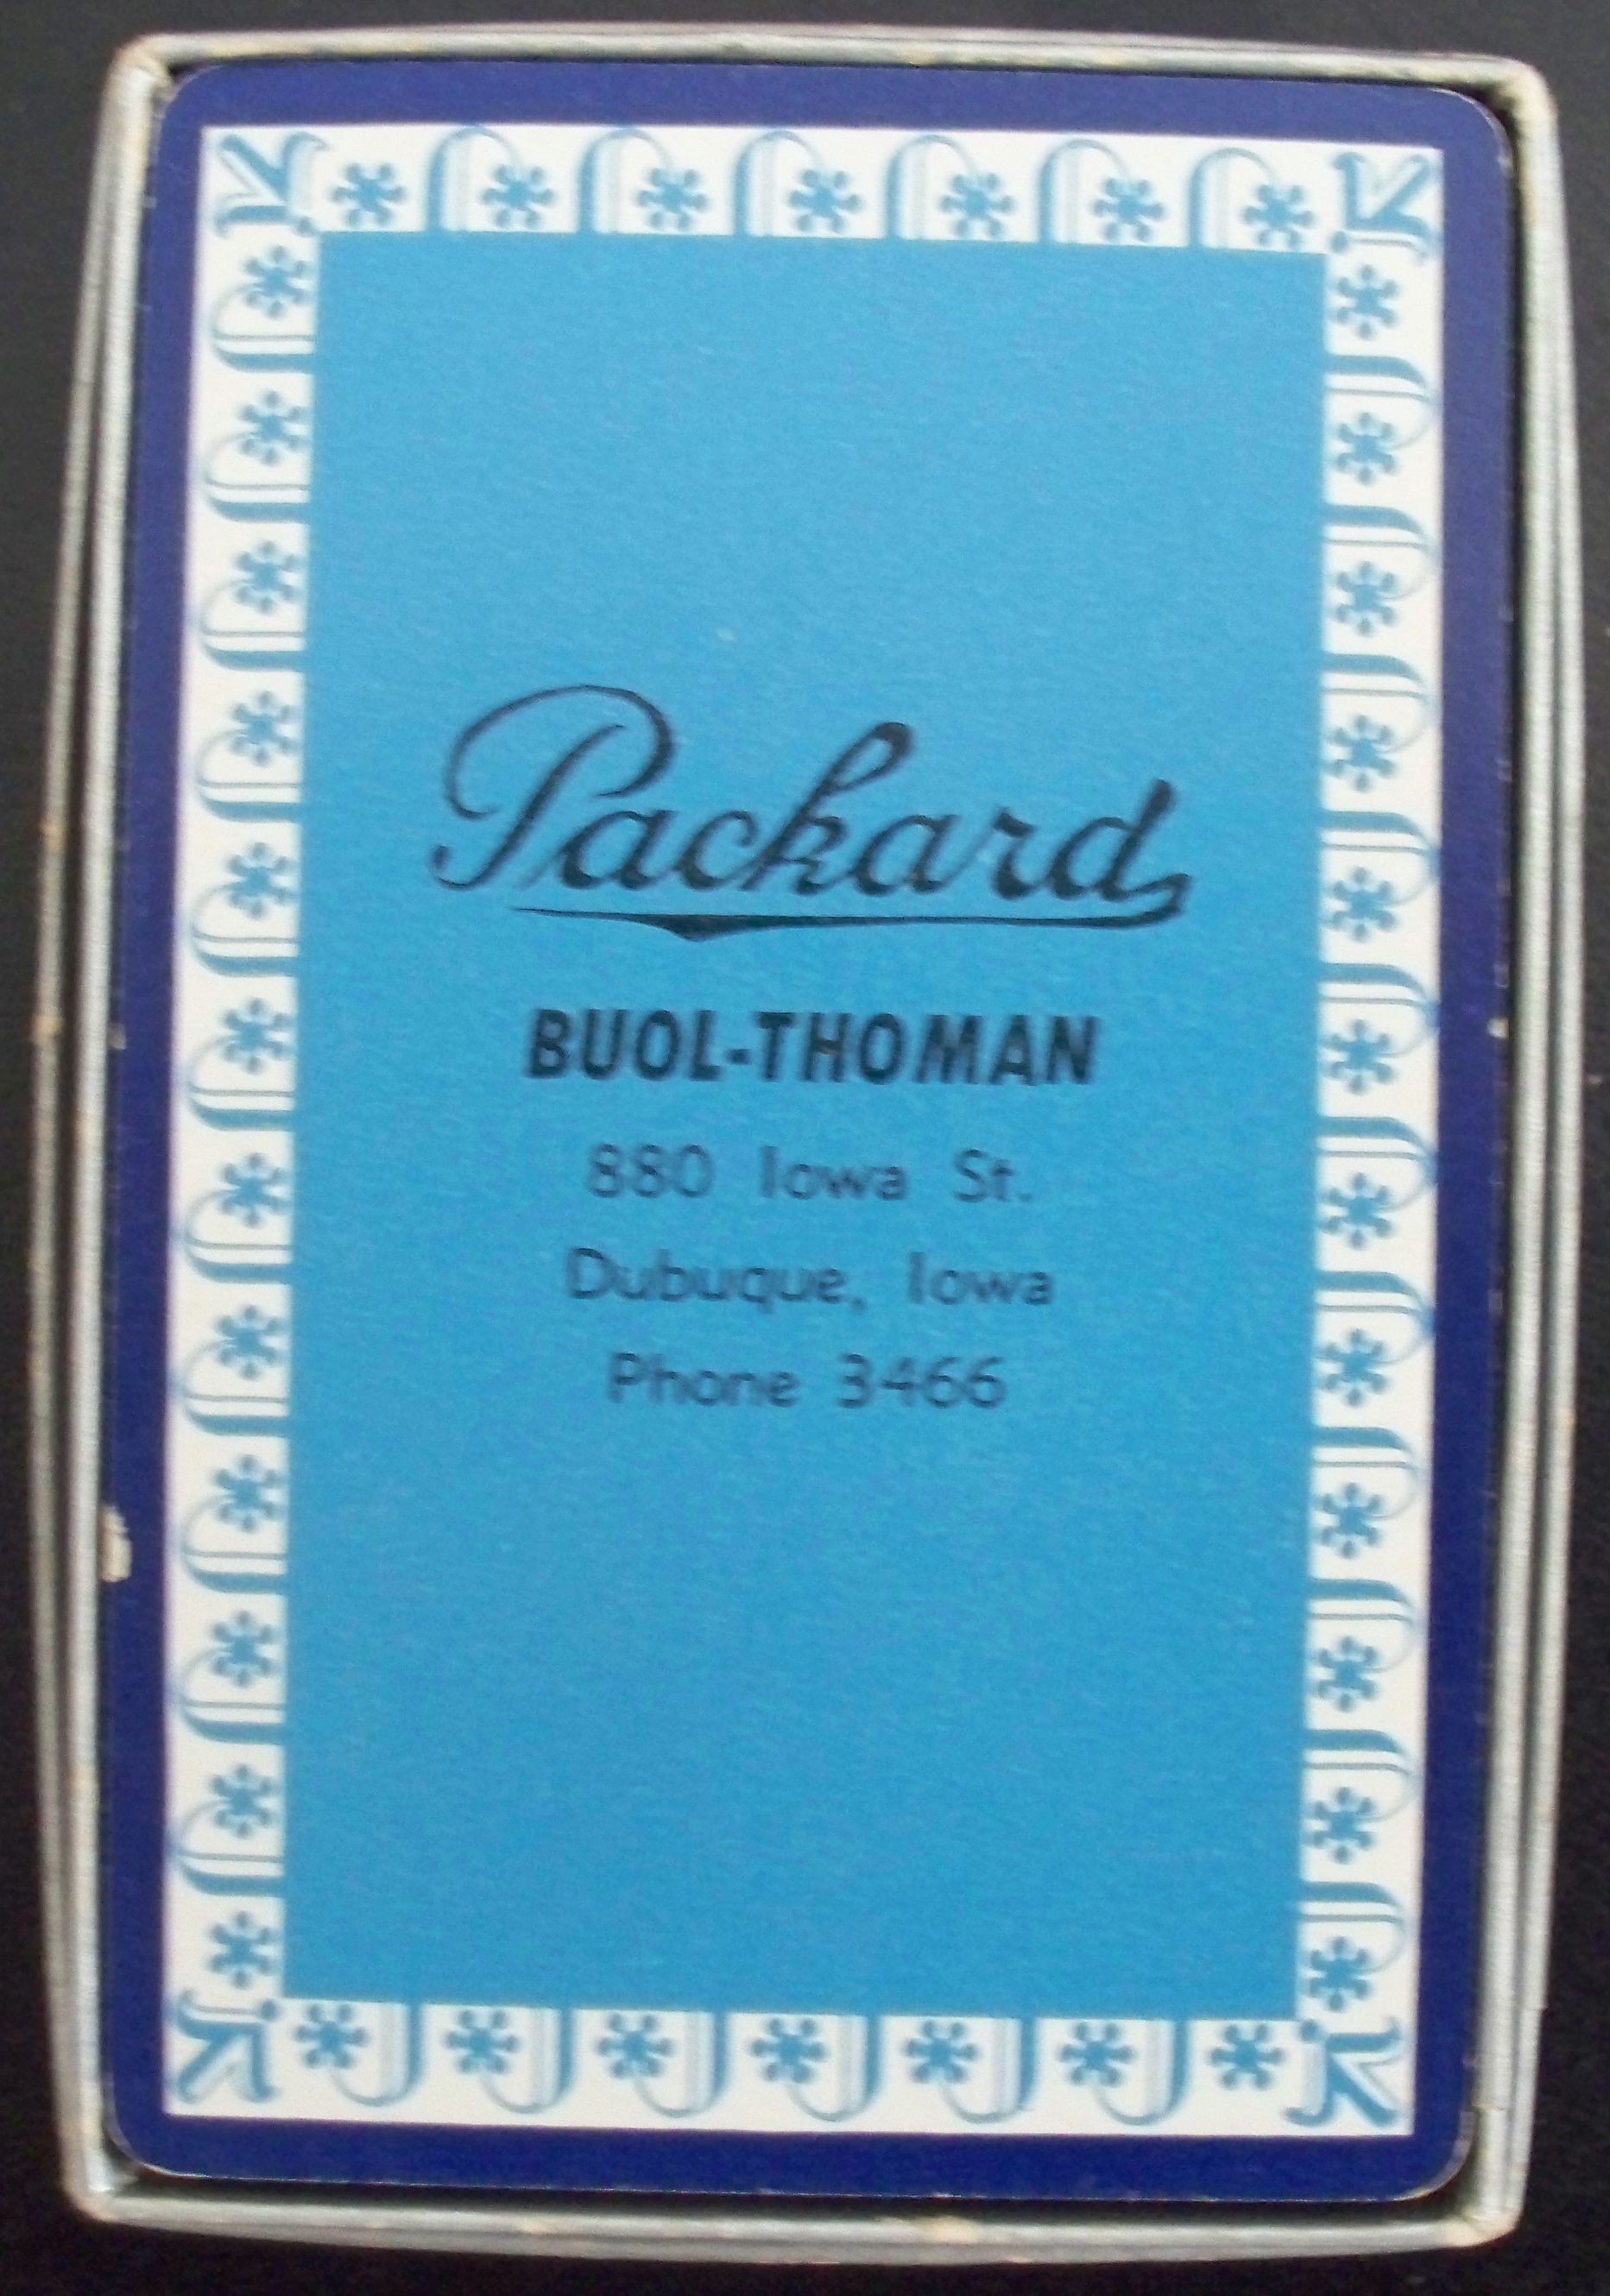 Packard
BUOL-THOMAN
880 Iowa St.
Dubuque, Iowa
Phone 3466